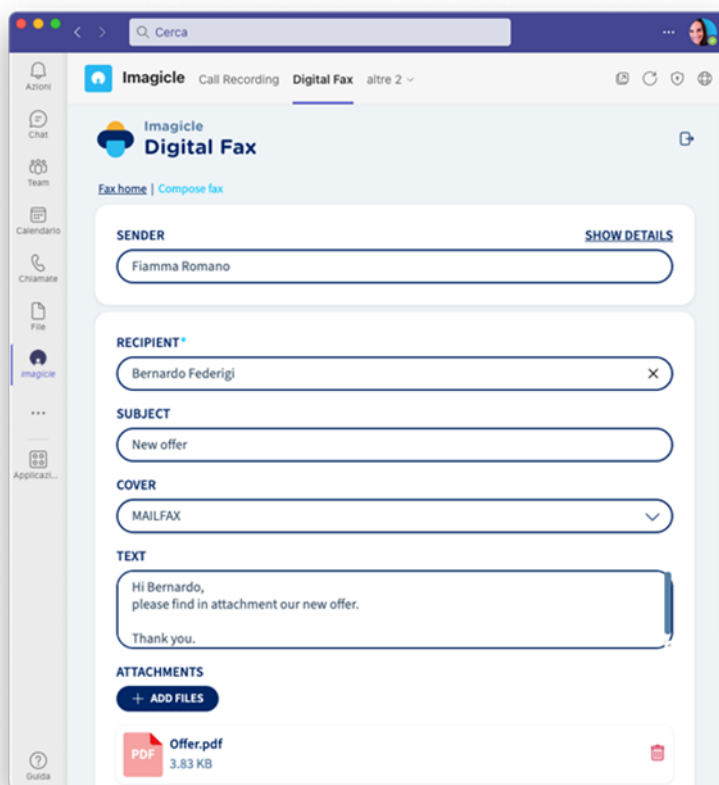 Cerca
Azioni
Chat
Team
Calendario
Chiamate
File
Imagicle
Applicazi...
Guida
Imagicle Call Recording Digital Fax altre 2
Imagicle
Digital Fax
Fax home | Compose fax
SENDER SHOW DETAILS
Fiamma Romano
RECIPIENT*
Bernardo Federigi
SUBJECT
New offer
COVER
MAILFAX
TEXT
Hi Bernardo,
please find in attachment our new offer.
Thank you.
ATTACHMENTS
+ ADD FILES
PDF
Offer.pdf
3.83 KB